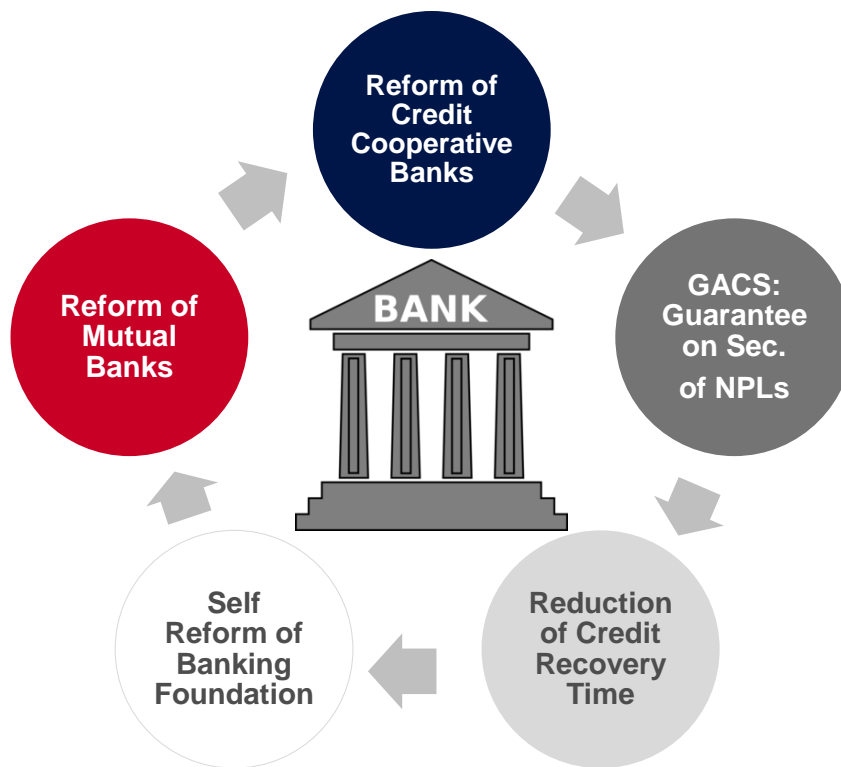 Reform of
Credit
Cooperative
Banks
GACS:
Guarantee
on Sec.
of NPLs
Reduction
of Credit
Recovery
Time
Self
Reform of
Banking
Foundation
Reform of
Mutual
Banks
BANK